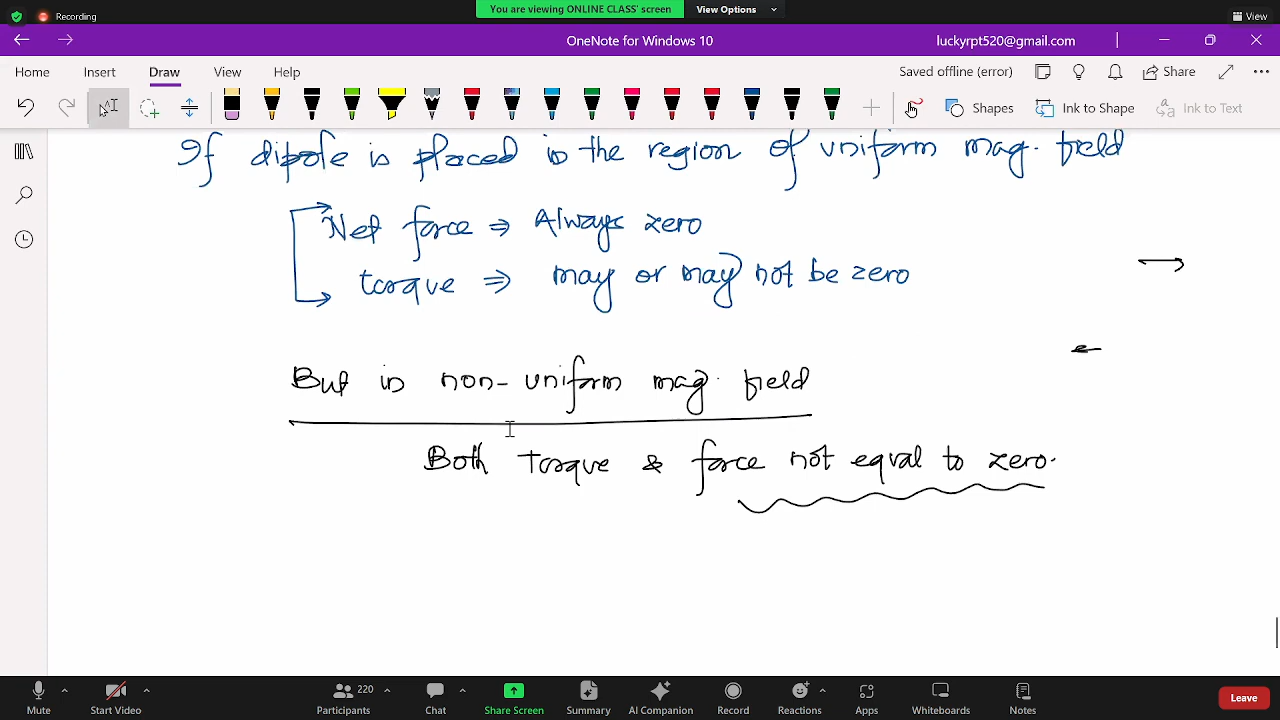 Recording
You are viewing ONLINE CLASS' screen
View Options
View
OneNote for Windows 10
luckyrpt520@gmail.com
Home Insert Draw View Help
Saved offline (error)
Share
Shapes
Ink to Shape
Ink to Text
If dipole is placed in the region of uniform mag. field
Net force ⇒ Always zero
torque ⇒ may or may not be zero
But in non-uniform mag. field
Both Torque & force not equal to zero.
Mute
Start Video
Participants 220
Chat
Share Screen
Summary
AI Companion
Record
Reactions
Apps
Whiteboards
Notes
Leave